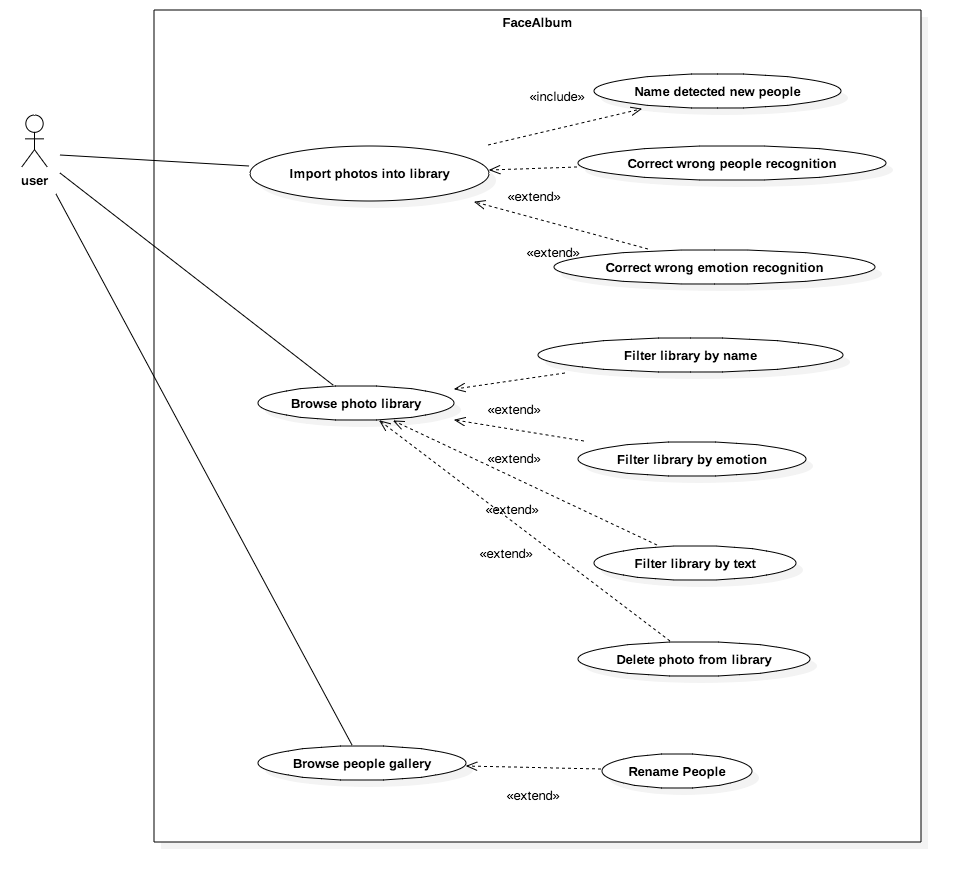 FaceAlbum
Name detected new people
«include»
user
Import photos into library
Correct wrong people recognition
«extend»
«extend»
Correct wrong emotion recognition
Filter library by name
Browse photo library
«extend»
«extend»
Filter library by emotion
«extend»
«extend»
Filter library by text
Delete photo from library
Browse people gallery
Rename People
«extend»